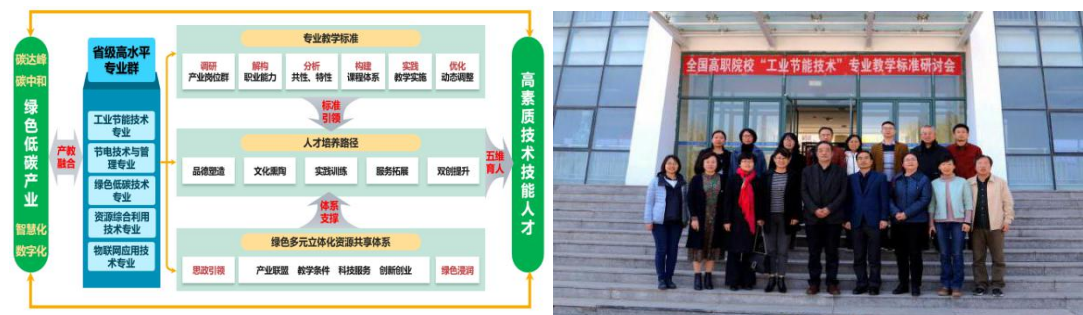 碳达峰
碳中和
绿色低碳产业
智慧化
数字化
产教
融合
省级高水平
专业群
工业节能技术
专业
节电技术与管
理专业
绿色低碳技术
专业
资源综合利用
技术专业
物联网应用技
术专业
专业教学标准
调研
产业岗位群
解构
职业能力
分析
共性、特性
构建
课程体系
实践
教学实施
优化
动态调整
标准
引领
人才培养路径
品德塑造
文化熏陶
实践训练
服务拓展
双创提升
体系
支撑
绿色多元立体化资源共享体系
思政引领
产业联盟 教学条件 科技服务 创新创业
绿色浸润
五维
育人
高素质技术技能人才
全国高职院校“工业节能技术”专业教学标准研讨会